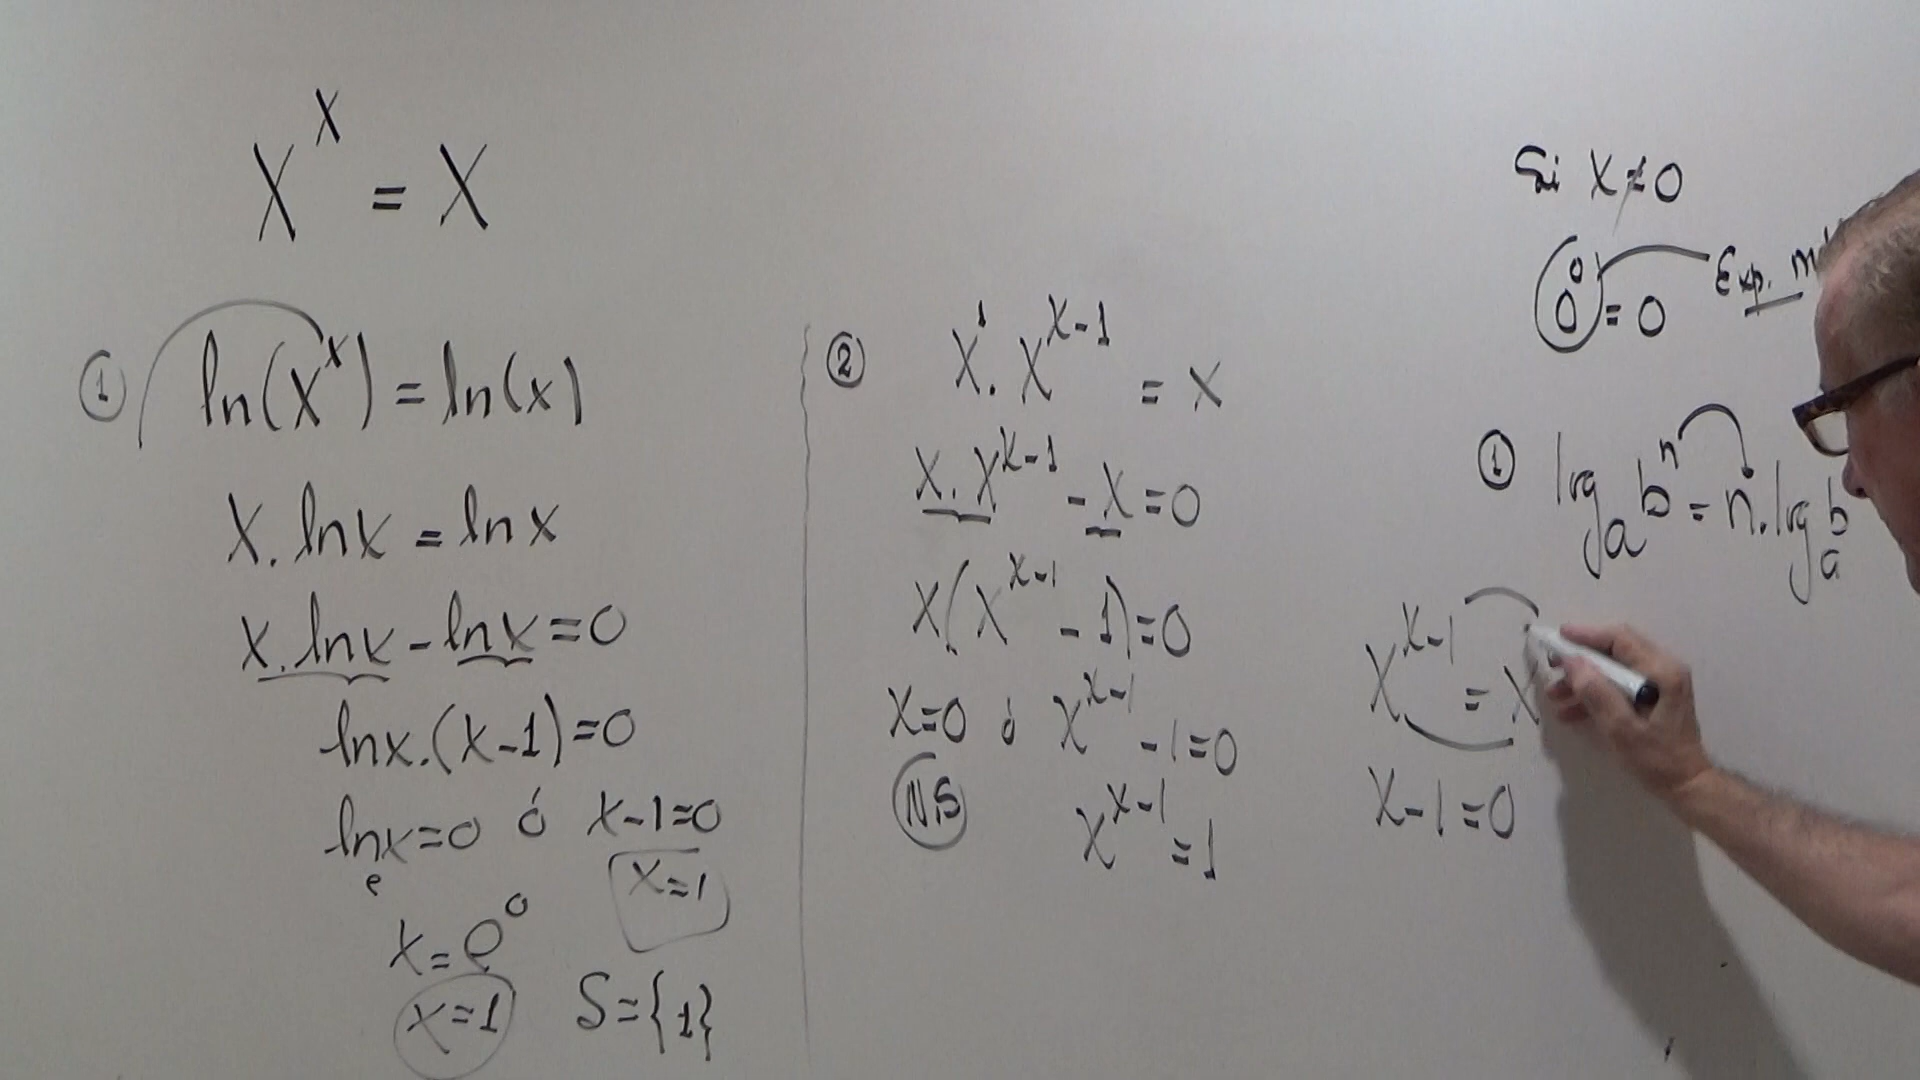 x^x = x
① ln(x^x) = ln(x)
x. lnx = lnx
x. lnx - lnx = 0
lnx.(x-1) = 0
lnx = 0 ó x-1=0
e
x = e^0
x=1
x=1
S={1}
② x^1. x^{x-1} = x
x. x^{x-1} - x = 0
x(x^{x-1} - 1) = 0
x=0 ó x^{x-1} - 1 = 0
NS
x^{x-1} = 1
Si x ≠ 0
0^0 = 0
Exp.
① log_a b^n = n. log_a b
x^{x-1} = x
x-1=0